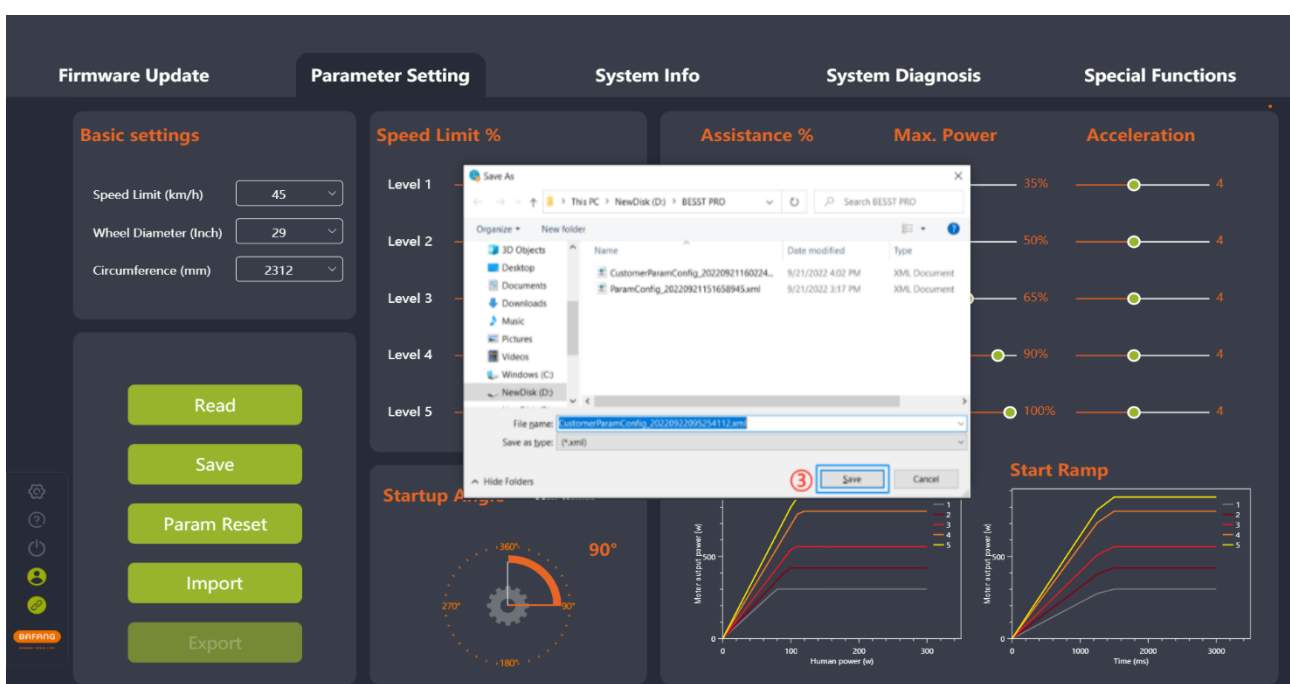 Firmware Update
Parameter Setting
System Info
System Diagnosis
Special Functions
Basic settings
Speed Limit (km/h) 45
Wheel Diameter (Inch) 29
Circumference (mm) 2312
Read
Save
Param Reset
Import
Export
BAFANG
Speed Limit %
Level 1
Level 2
Level 3
Level 4
Level 5
Assistance %
Max. Power
Acceleration
35% 4
50% 4
65% 4
90% 4
100% 4
Save As
This PC > NewDisk (D:) > BESST PRO
Search BESST PRO
Organize
New folder
3D Objects
Desktop
Documents
Downloads
Music
Pictures
Videos
Windows (C:)
NewDisk (D:)
Name Date modified Type
CustomerParamConfig_20220921160224... 9/21/2022 4:02 PM XML Document
ParamConfig_20220921151658945.xml 9/21/2022 3:17 PM XML Document
File name: CustomerParamConfig_20220922095254112.xml
Save as type: (*.xml)
Hide Folders
③
Save
Cancel
Startup Angle
90°
360°
90°
180°
270°
Moter output power (w)
500
0
0 100 200 300
Human power (w)
1
2
3
4
5
Start Ramp
Moter output power (w)
500
0
0 1000 2000 3000
Time (ms)
1
2
3
4
5